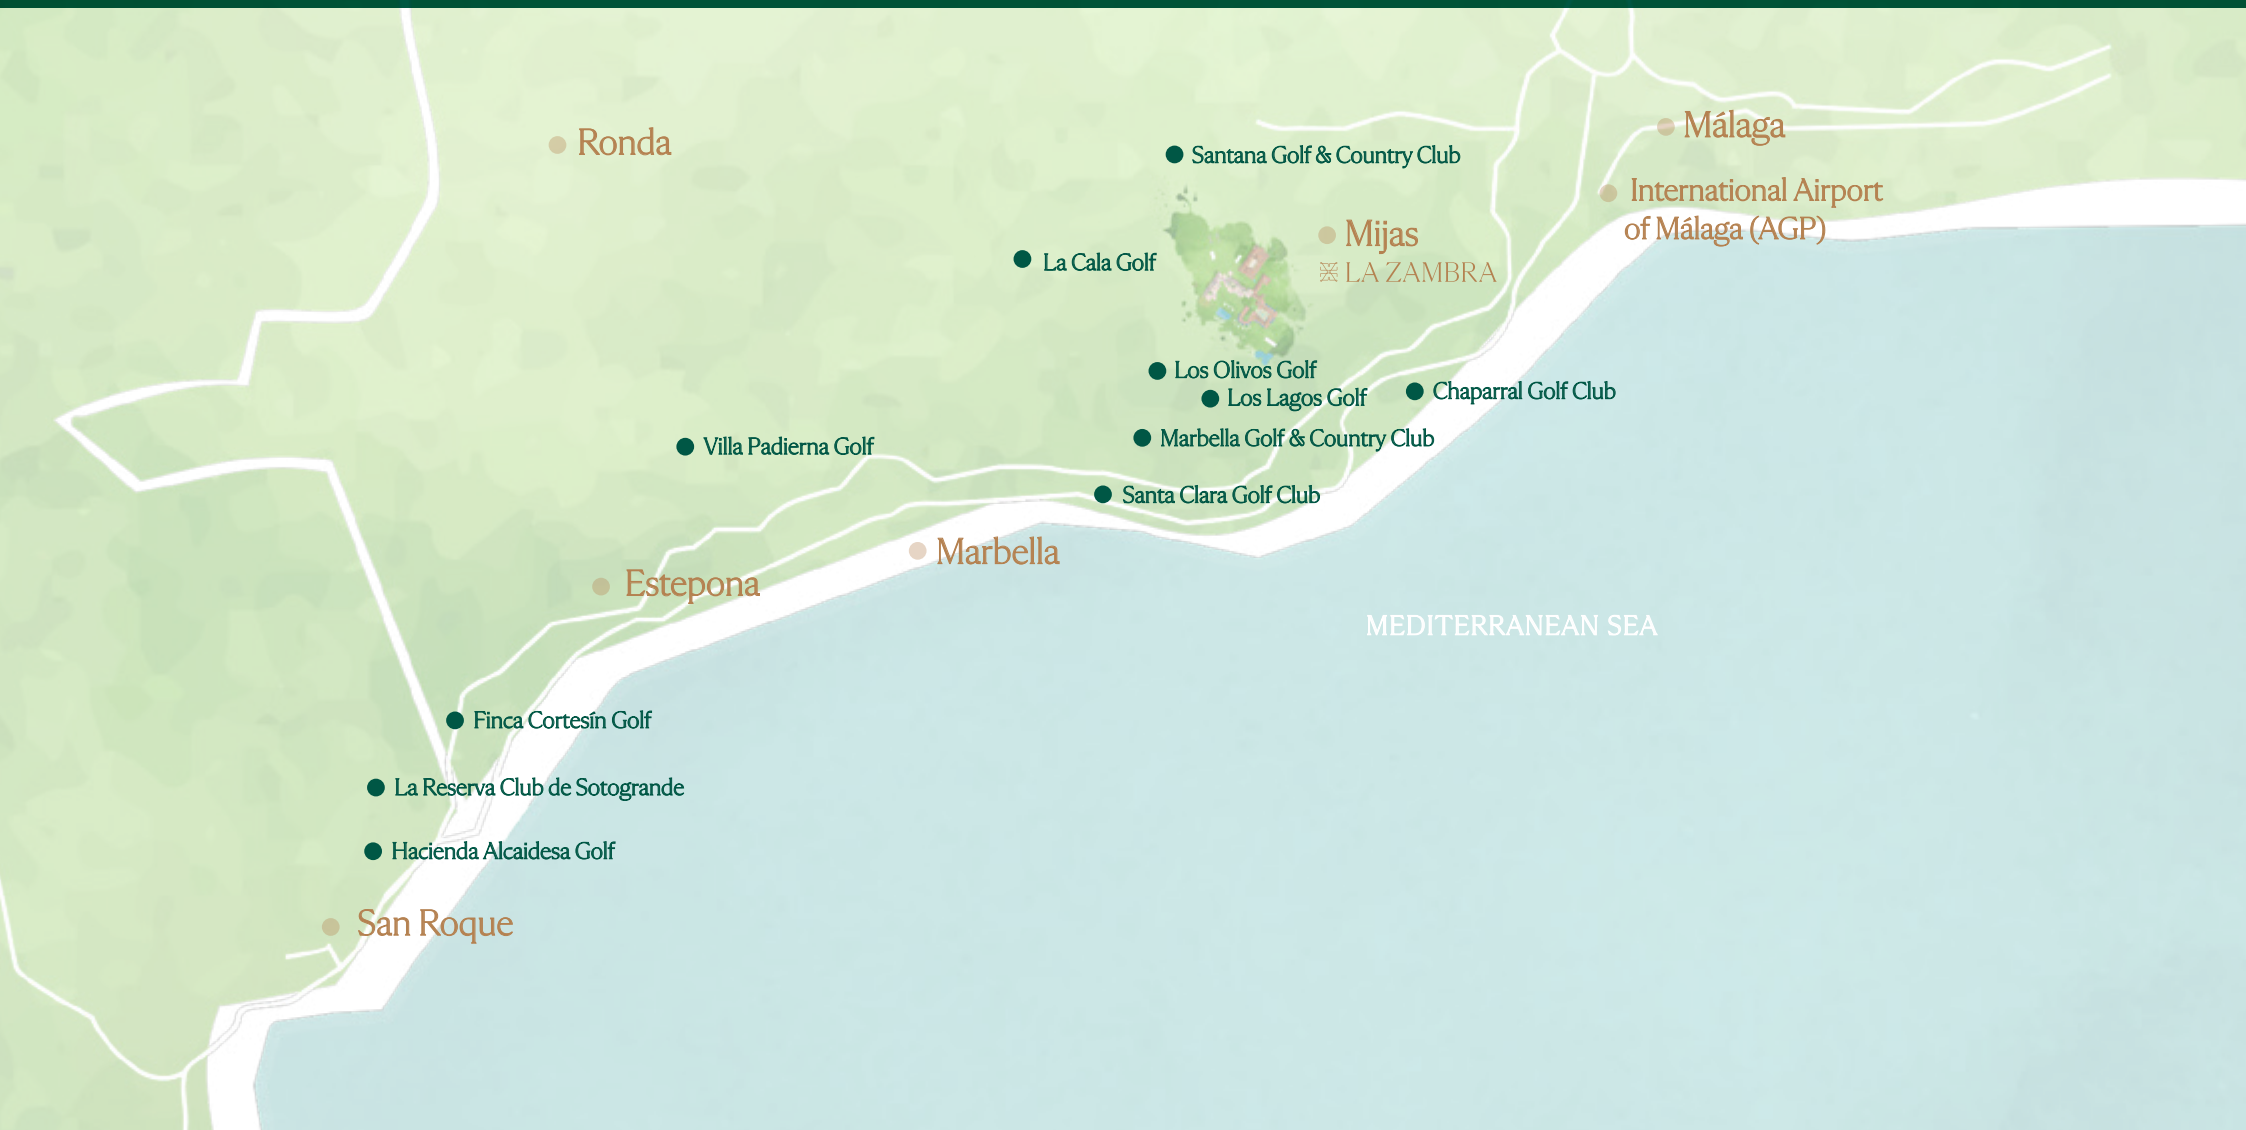 Málaga
Ronda
Santana Golf & Country Club
International Airport
of Málaga (AGP)
Mijas
LA ZAMBRA
La Cala Golf
Los Olivos Golf
Chaparral Golf Club
Los Lagos Golf
Marbella Golf & Country Club
Villa Padierna Golf
Santa Clara Golf Club
Marbella
Estepona
MEDITERRANEAN SEA
Finca Cortesín Golf
La Reserva Club de Sotogrande
Hacienda Alcaidesa Golf
San Roque